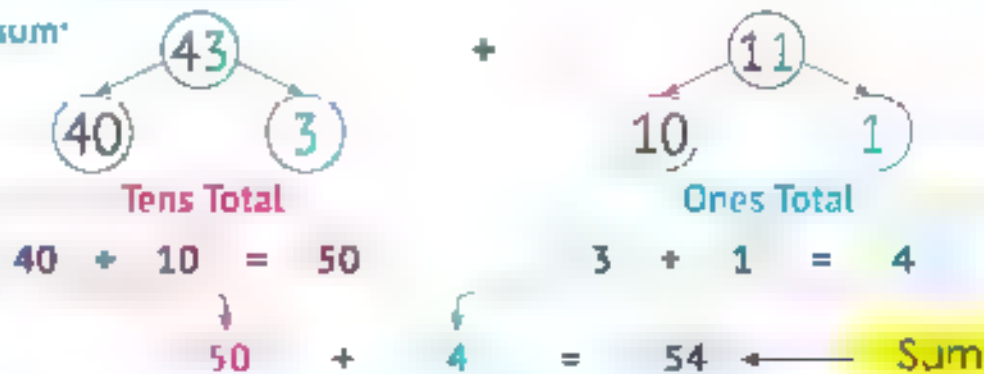 sum:
43 + 11
40 3 10 1
Tens Total Ones Total
40 + 10 = 50 3 + 1 = 4
50 + 4 = 54 Sum